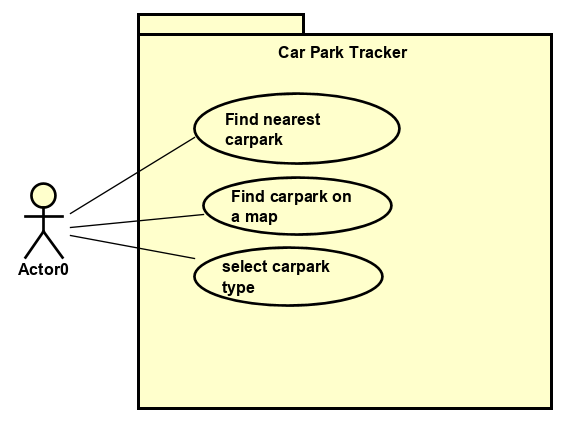 Car Park Tracker
Find nearest
carpark
Find carpark on
a map
select carpark
type
Actor0